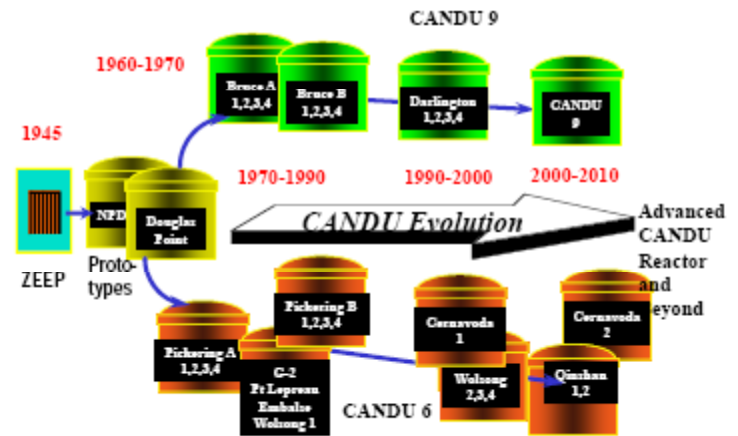 CANDU 9
1960-1970
Bruce A
1,2,3,4
Bruce B
1,2,3,4
Darlington
1,2,3,4
CANDU
9
1945
1970-1990
1990-2000
2000-2010
NPD
Douglas
Point
CANDU Evolution
Advanced
CANDU
Reactor
and
Beyond
ZEEP
Proto-
types
Pickering A
1,2,3,4
Pickering B
1,2,3,4
G-2
Pt Lepreau
Embalse
Wolsong 1
Cernavoda
1
Wolsong
2,3,4
Cernavoda
2
Qinshan
1,2
CANDU 6